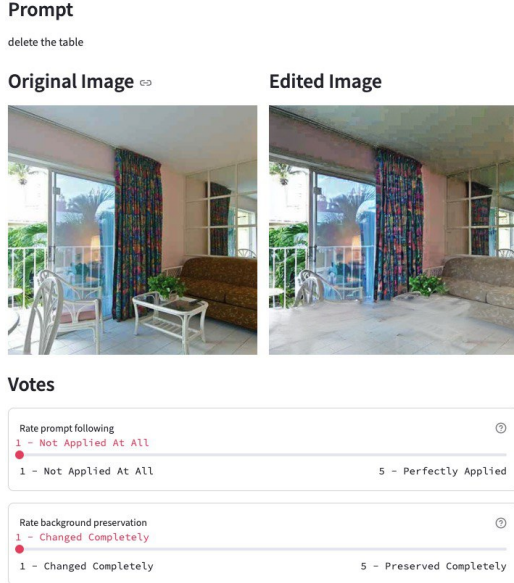 Prompt
delete the table
Original Image
Edited Image
Votes
Rate prompt following
1 - Not Applied At All
1 - Not Applied At All
5 - Perfectly Applied
Rate background preservation
1 - Changed Completely
1 - Changed Completely
5 - Preserved Completely